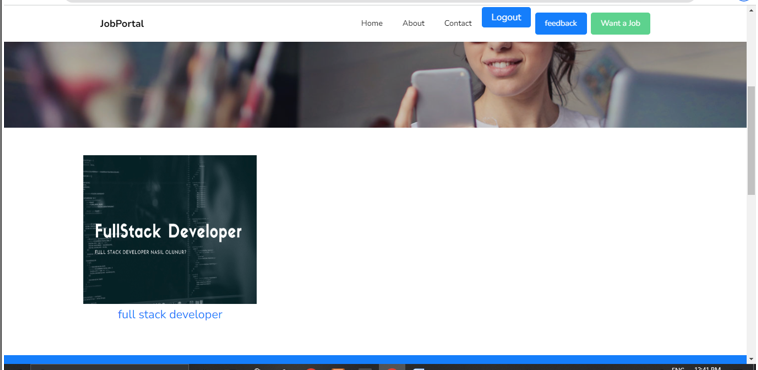 JobPortal
Home
About
Contact
Logout
feedback
Want a Job
FullStack Developer
FULL STACK DEVELOPER NASIL OLUNUR?
full stack developer